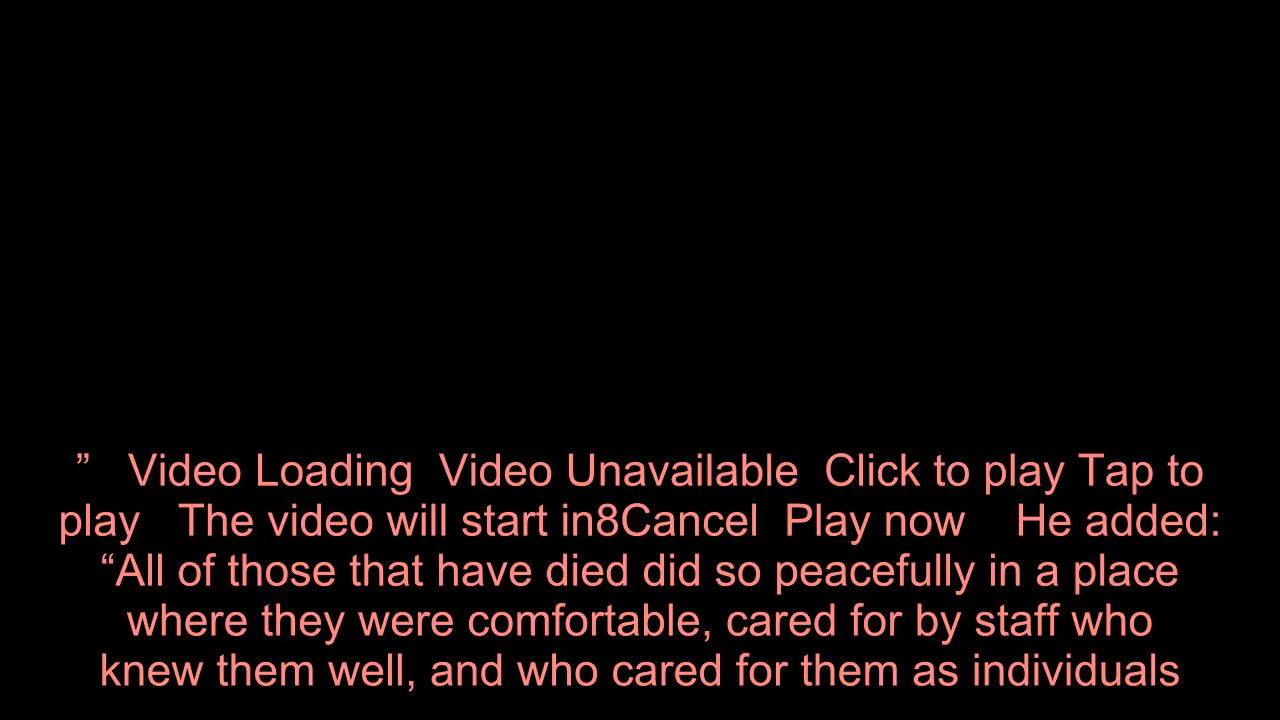 ” Video Loading Video Unavailable Click to play Tap to
play The video will start in8Cancel Play now He added:
“All of those that have died did so peacefully in a place
where they were comfortable, cared for by staff who
knew them well, and who cared for them as individuals